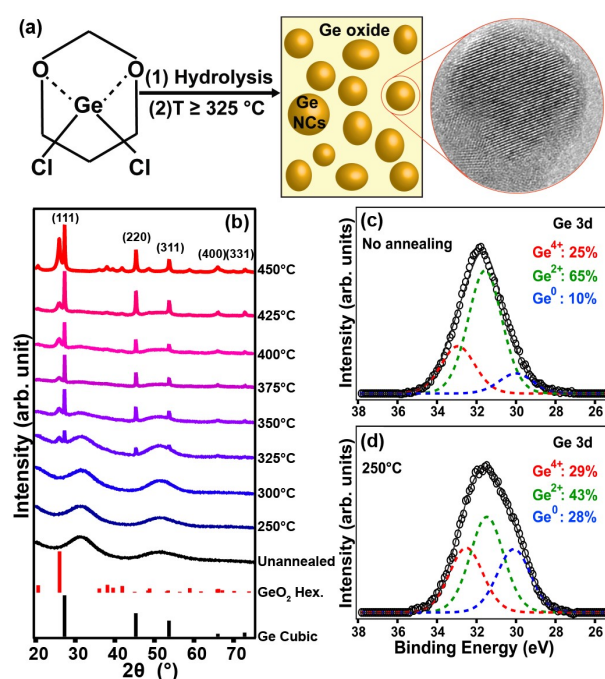 (a)
O O
Ge
Cl Cl
(1) Hydrolysis
(2)T ≥ 325 °C
Ge oxide
Ge
NCs
(b)
(111)
(220)
(311)
(400)(331)
450°C
425°C
400°C
375°C
350°C
325°C
300°C
250°C
Unannealed
GeO₂ Hex.
Ge Cubic
Intensity (arb. unit)
20 30 40 50 60 70
2θ (°)
(c)
No annealing
Ge 3d
Ge⁴⁺: 25%
Ge²⁺: 65%
Ge⁰ : 10%
Intensity (arb. units)
38 36 34 32 30 28 26
(d)
250°C
Ge 3d
Ge⁴⁺: 29%
Ge²⁺: 43%
Ge⁰ : 28%
Intensity (arb. units)
38 36 34 32 30 28 26
Binding Energy (eV)